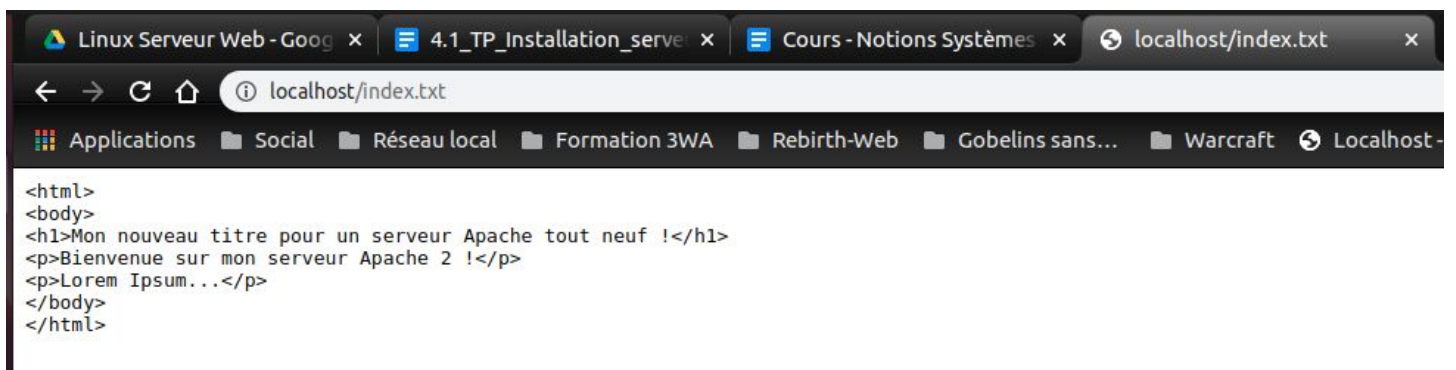 Linux Serveur Web - Goog
4.1_TP_Installation_serve
Cours - Notions Systèmes
localhost/index.txt
localhost/index.txt
Applications Social Réseau local Formation 3WA Rebirth-Web Gobelins sans... Warcraft Localhost -
<html>
<body>
<h1>Mon nouveau titre pour un serveur Apache tout neuf !</h1>
<p>Bienvenue sur mon serveur Apache 2 !</p>
<p>Lorem Ipsum...</p>
</body>
</html>